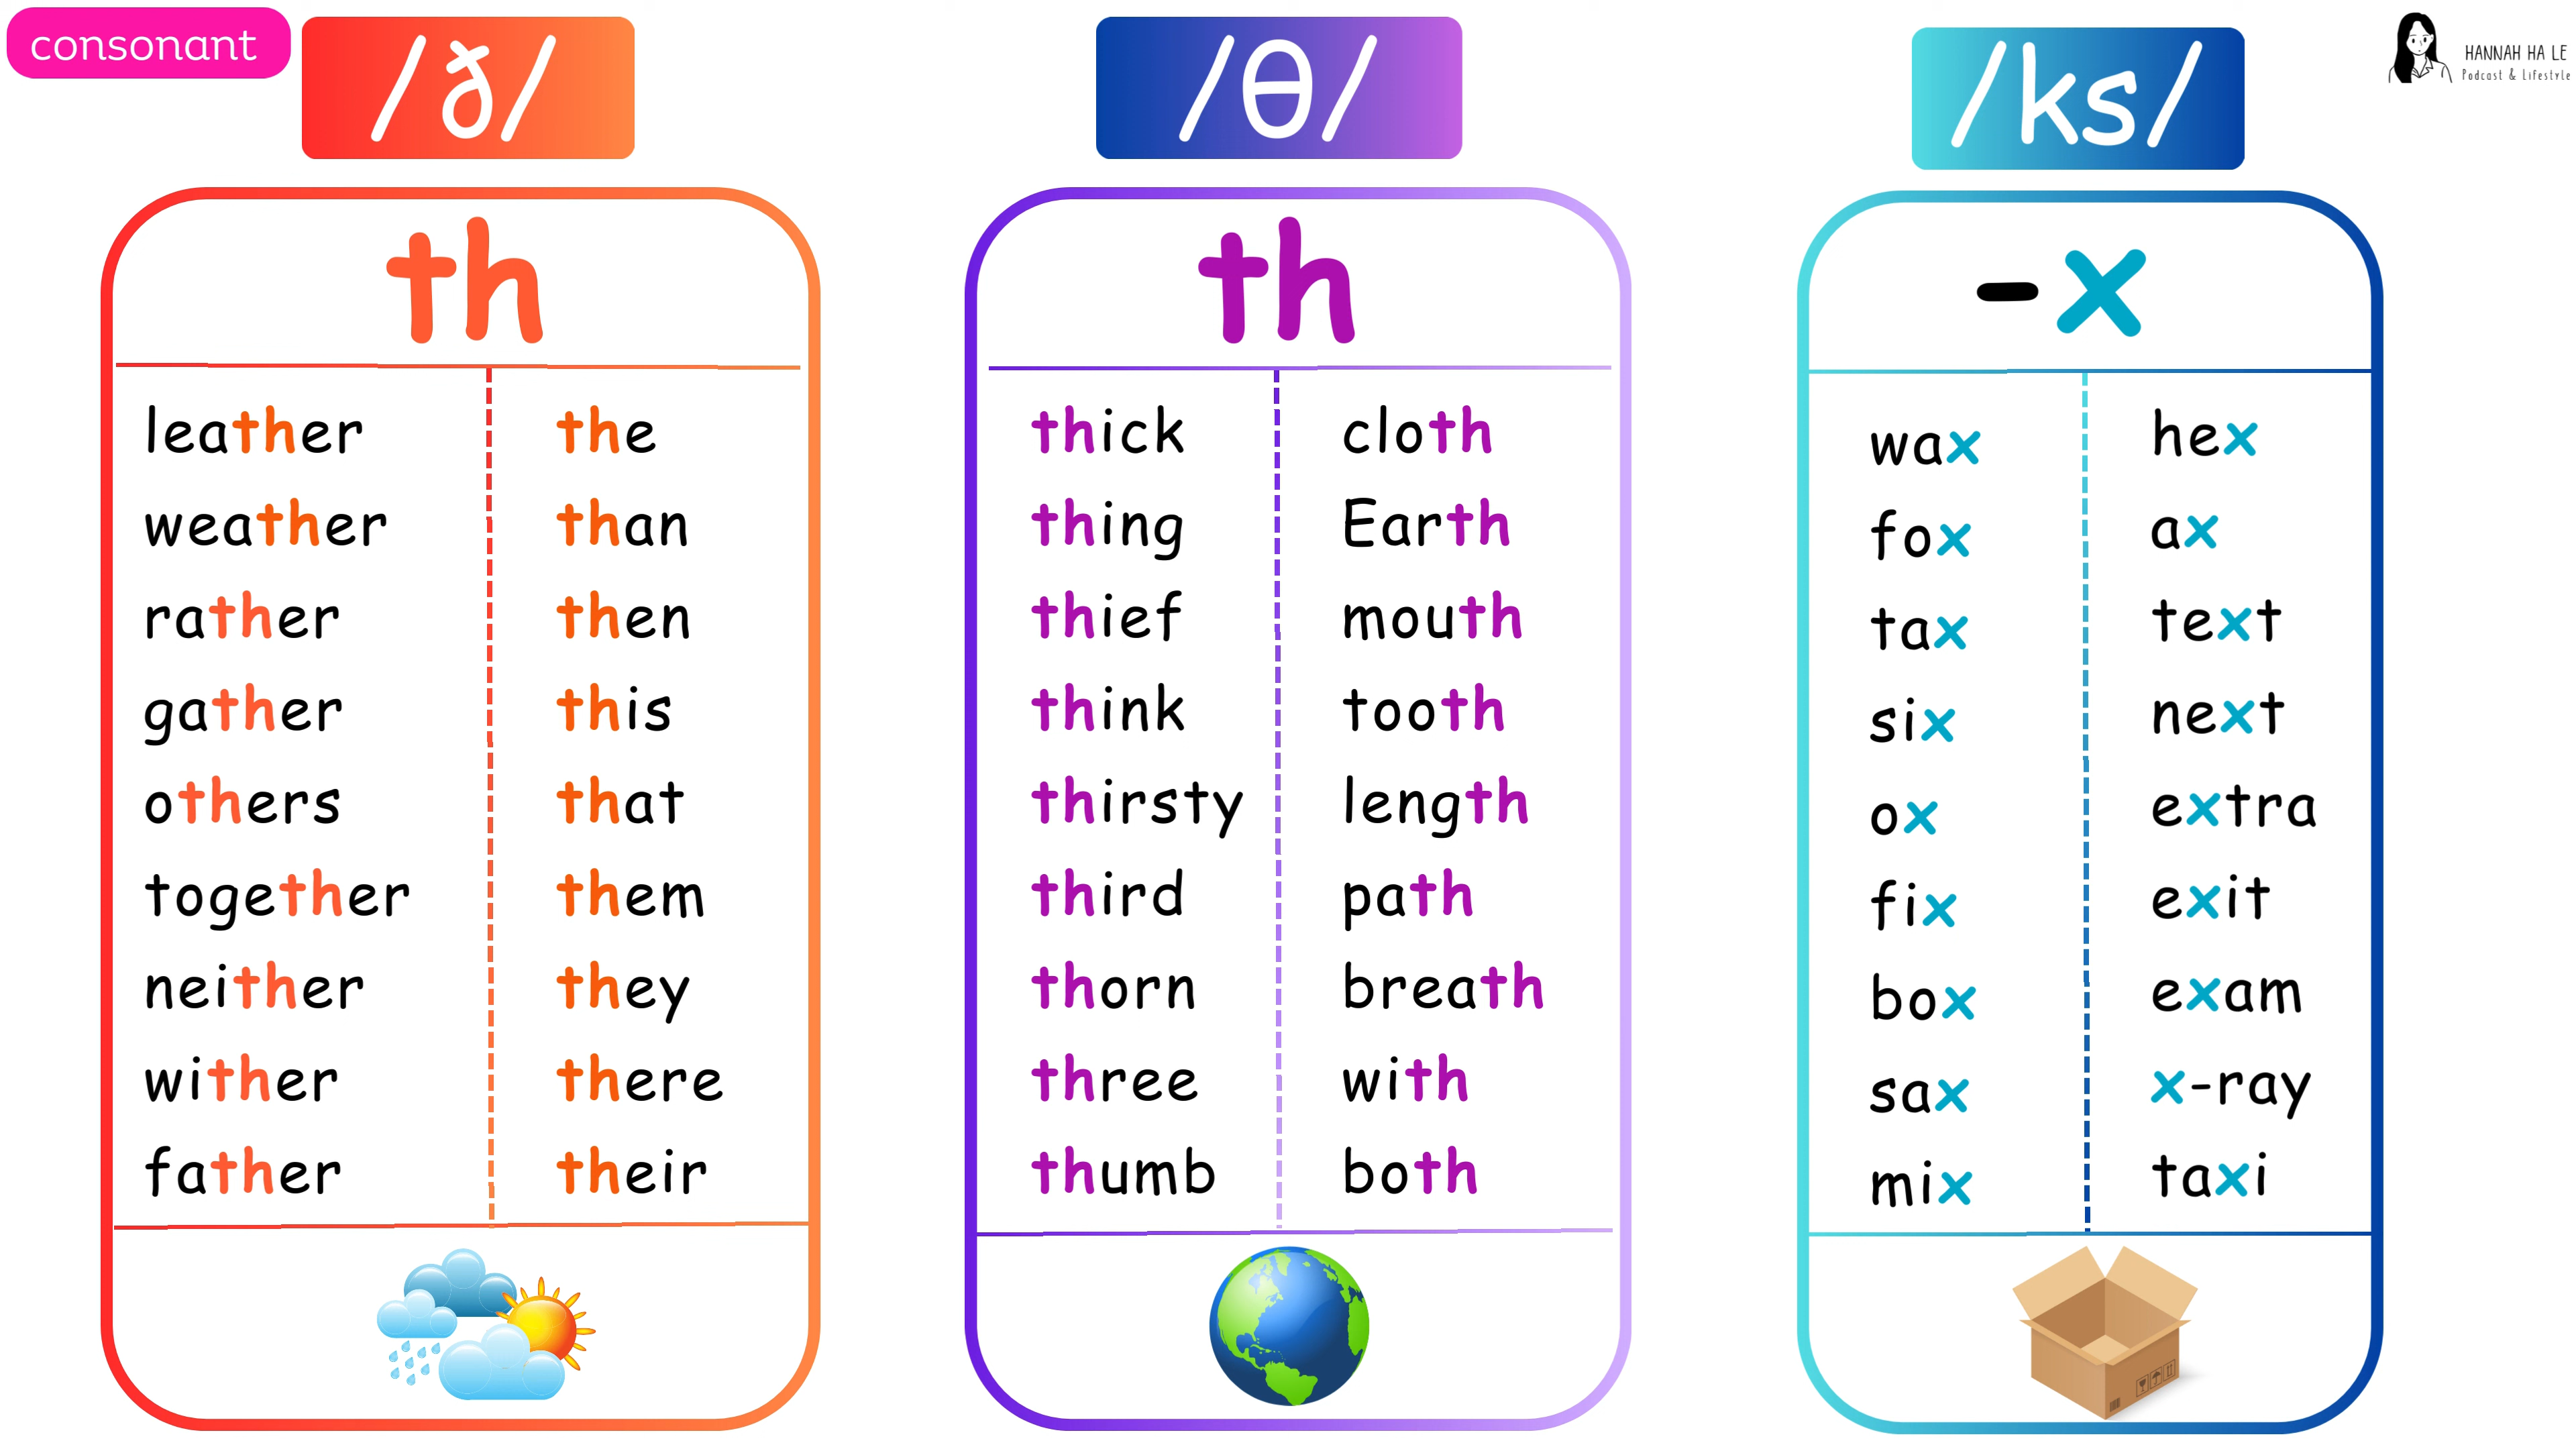 consonant
/ð/
th
leather the
weather than
rather then
gather this
others that
together them
neither they
wither there
father their
/θ/
th
thick cloth
thing Earth
thief mouth
think tooth
thirsty length
third path
thorn breath
three with
thumb both
/ks/
-x
wax hex
fox ax
tax text
six next
ox extra
fix exit
box exam
sax x-ray
mix taxi
HANNAH HA LE
Podcast & Lifestyle